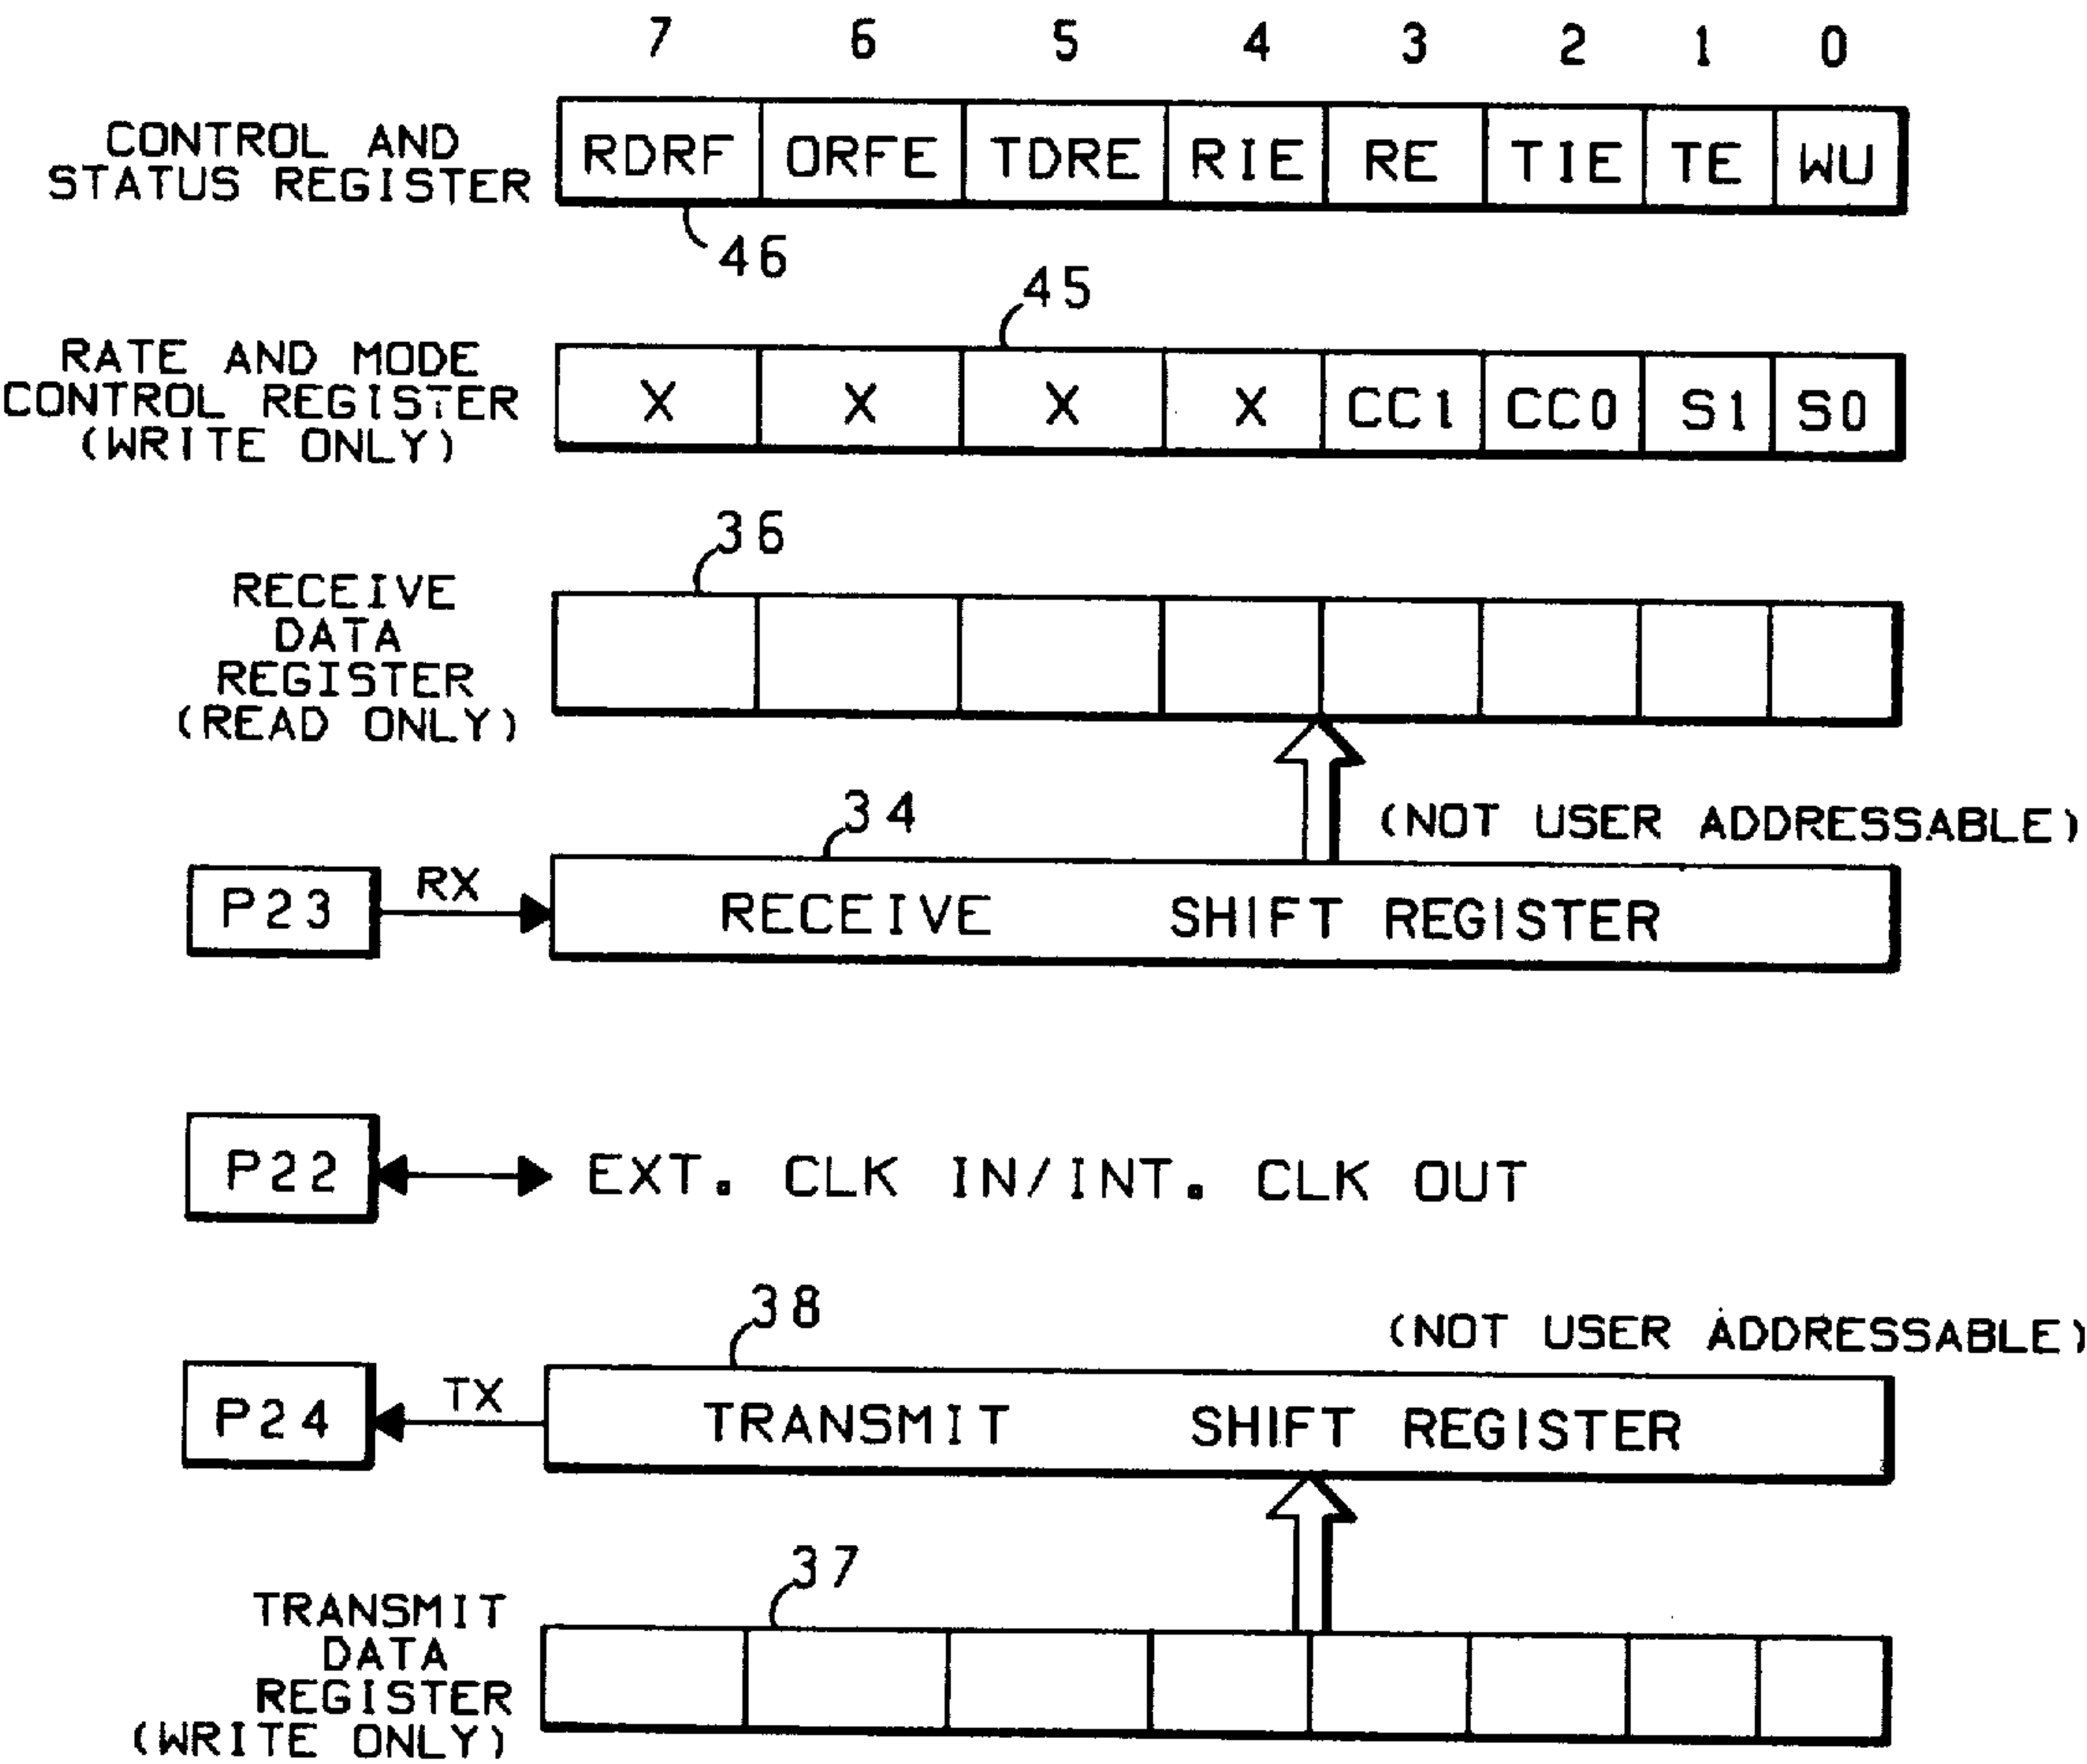 7 6 5 4 3 2 1 0
CONTROL AND
STATUS REGISTER
RDRF ORFE TDRE RIE RE TIE TE WU
46
45
RATE AND MODE
CONTROL REGISTER
(WRITE ONLY)
X X X X CC1 CC0 S1 S0
36
RECEIVE
DATA
REGISTER
(READ ONLY)
34
(NOT USER ADDRESSABLE)
P23 RX RECEIVE SHIFT REGISTER
P22 EXT. CLK IN/INT. CLK OUT
38
(NOT USER ADDRESSABLE)
P24 TX TRANSMIT SHIFT REGISTER
37
TRANSMIT
DATA
REGISTER
(WRITE ONLY)